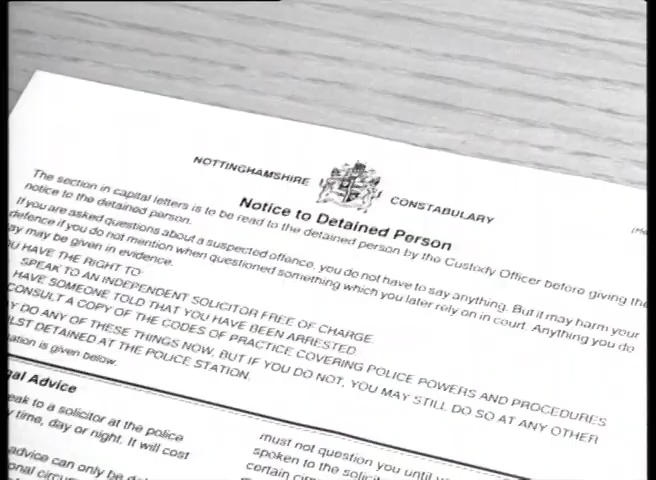 NOTTINGHAMSHIRE CONSTABULARY
Notice to Detained Person
The section in capital letters is to be read to the detained person by the Custody Officer before giving the
notice to the detained person.
If you are asked questions about a suspected offence, you do not have to say anything. But it may harm your
defence if you do not mention when questioned something which you later rely on in court. Anything you do
may be given in evidence.
HAVE THE RIGHT TO:
SPEAK TO AN INDEPENDENT SOLICITOR FREE OF CHARGE
HAVE SOMEONE TOLD THAT YOU HAVE BEEN ARRESTED
CONSULT A COPY OF THE CODES OF PRACTICE COVERING POLICE POWERS AND PROCEDURES
DO ANY OF THESE THINGS NOW, BUT IF YOU DO NOT, YOU MAY STILL DO SO AT ANY OTHER
DETAINED AT THE POLICE STATION.
is given below.
gal Advice
eak to a solicitor at the police
time, day or night. It will cost
advice can only be
must not question you until
spoken to the
certain